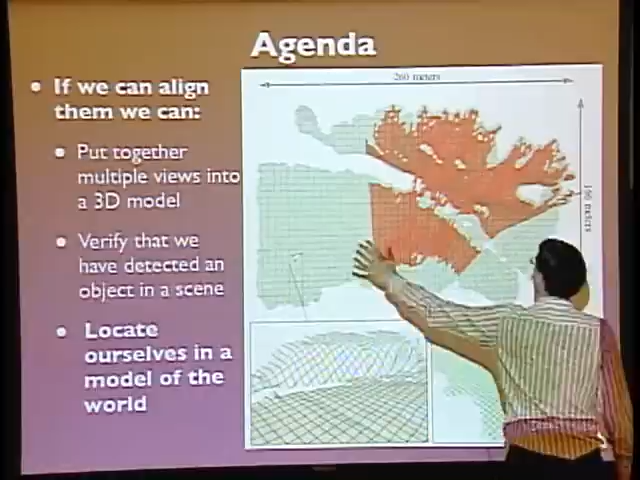 Agenda
If we can align
them we can:
Put together
multiple views into
a 3D model
Verify that we
have detected an
object in a scene
Locate
ourselves in a
model of the
world
260 meters
meters